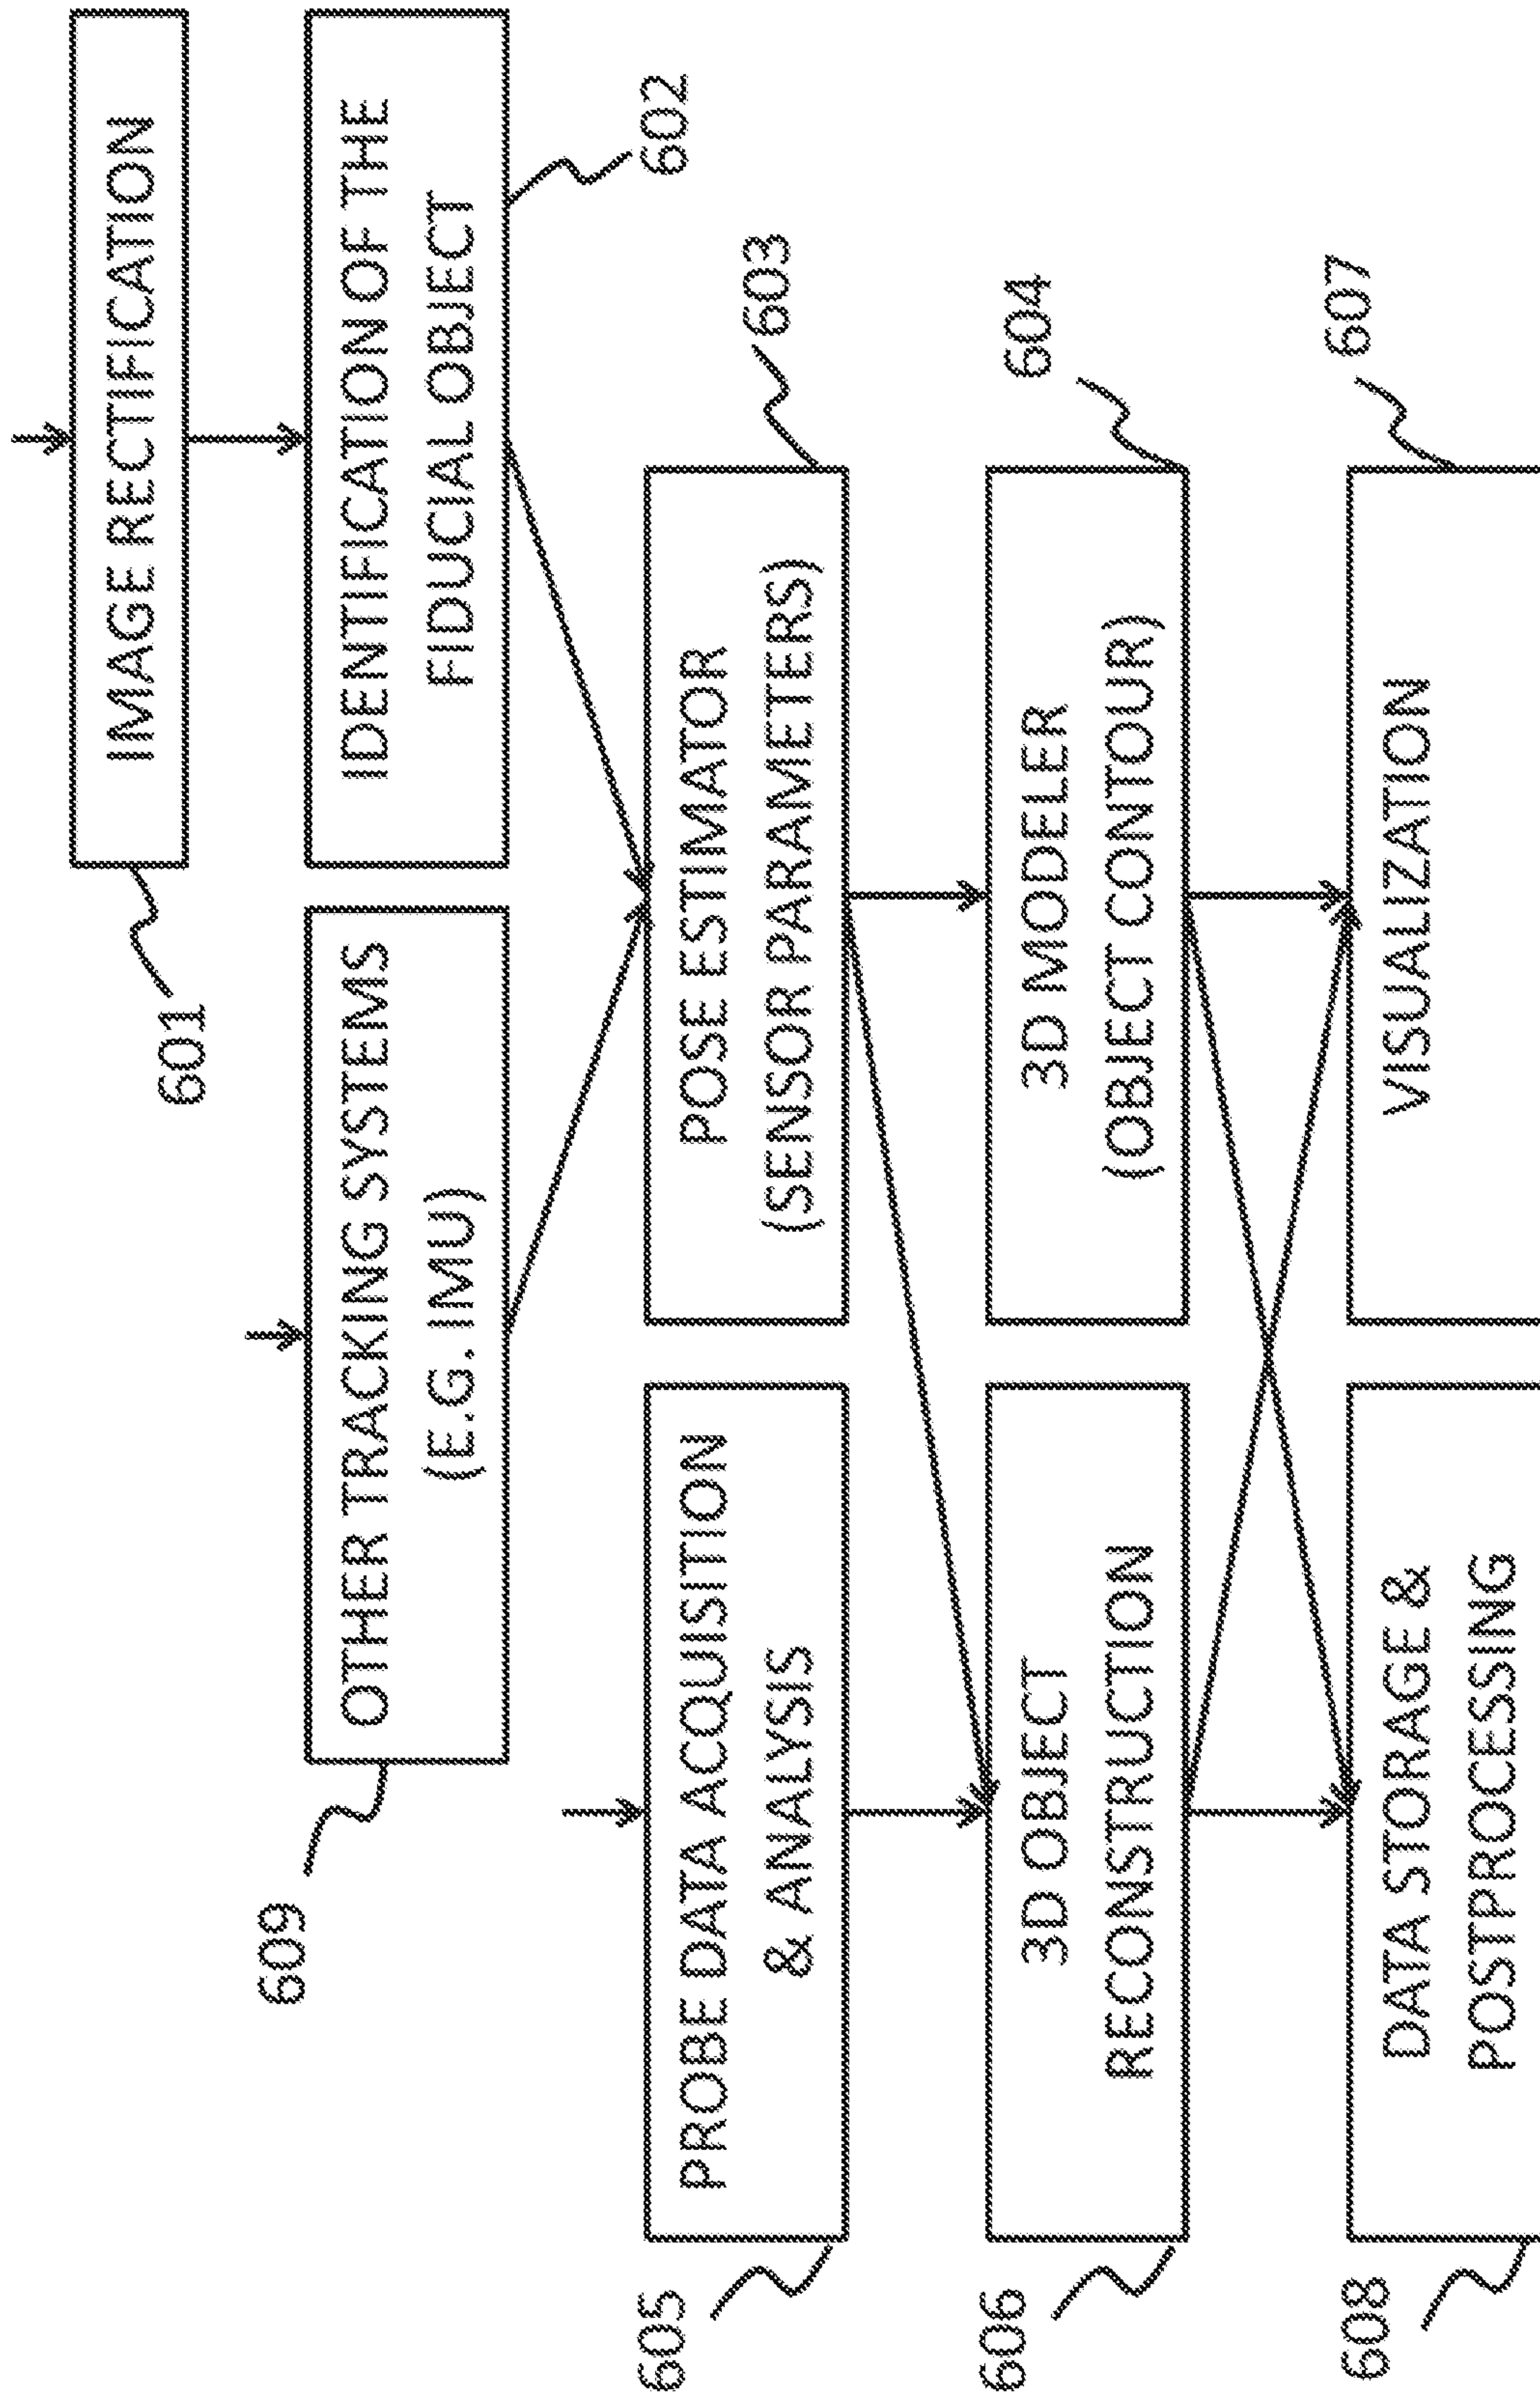 601
IMAGE RECTIFICATION
609
OTHER TRACKING SYSTEMS
(E.G. IMU)
IDENTIFICATION OF THE
FIDUCIAL OBJECT
602
605
PROBE DATA ACQUISITION
& ANALYSIS
POSE ESTIMATOR
(SENSOR PARAMETERS)
603
606
3D OBJECT
RECONSTRUCTION
3D MODELER
(OBJECT CONTOUR)
604
608
DATA STORAGE &
POSTPROCESSING
VISUALIZATION
607